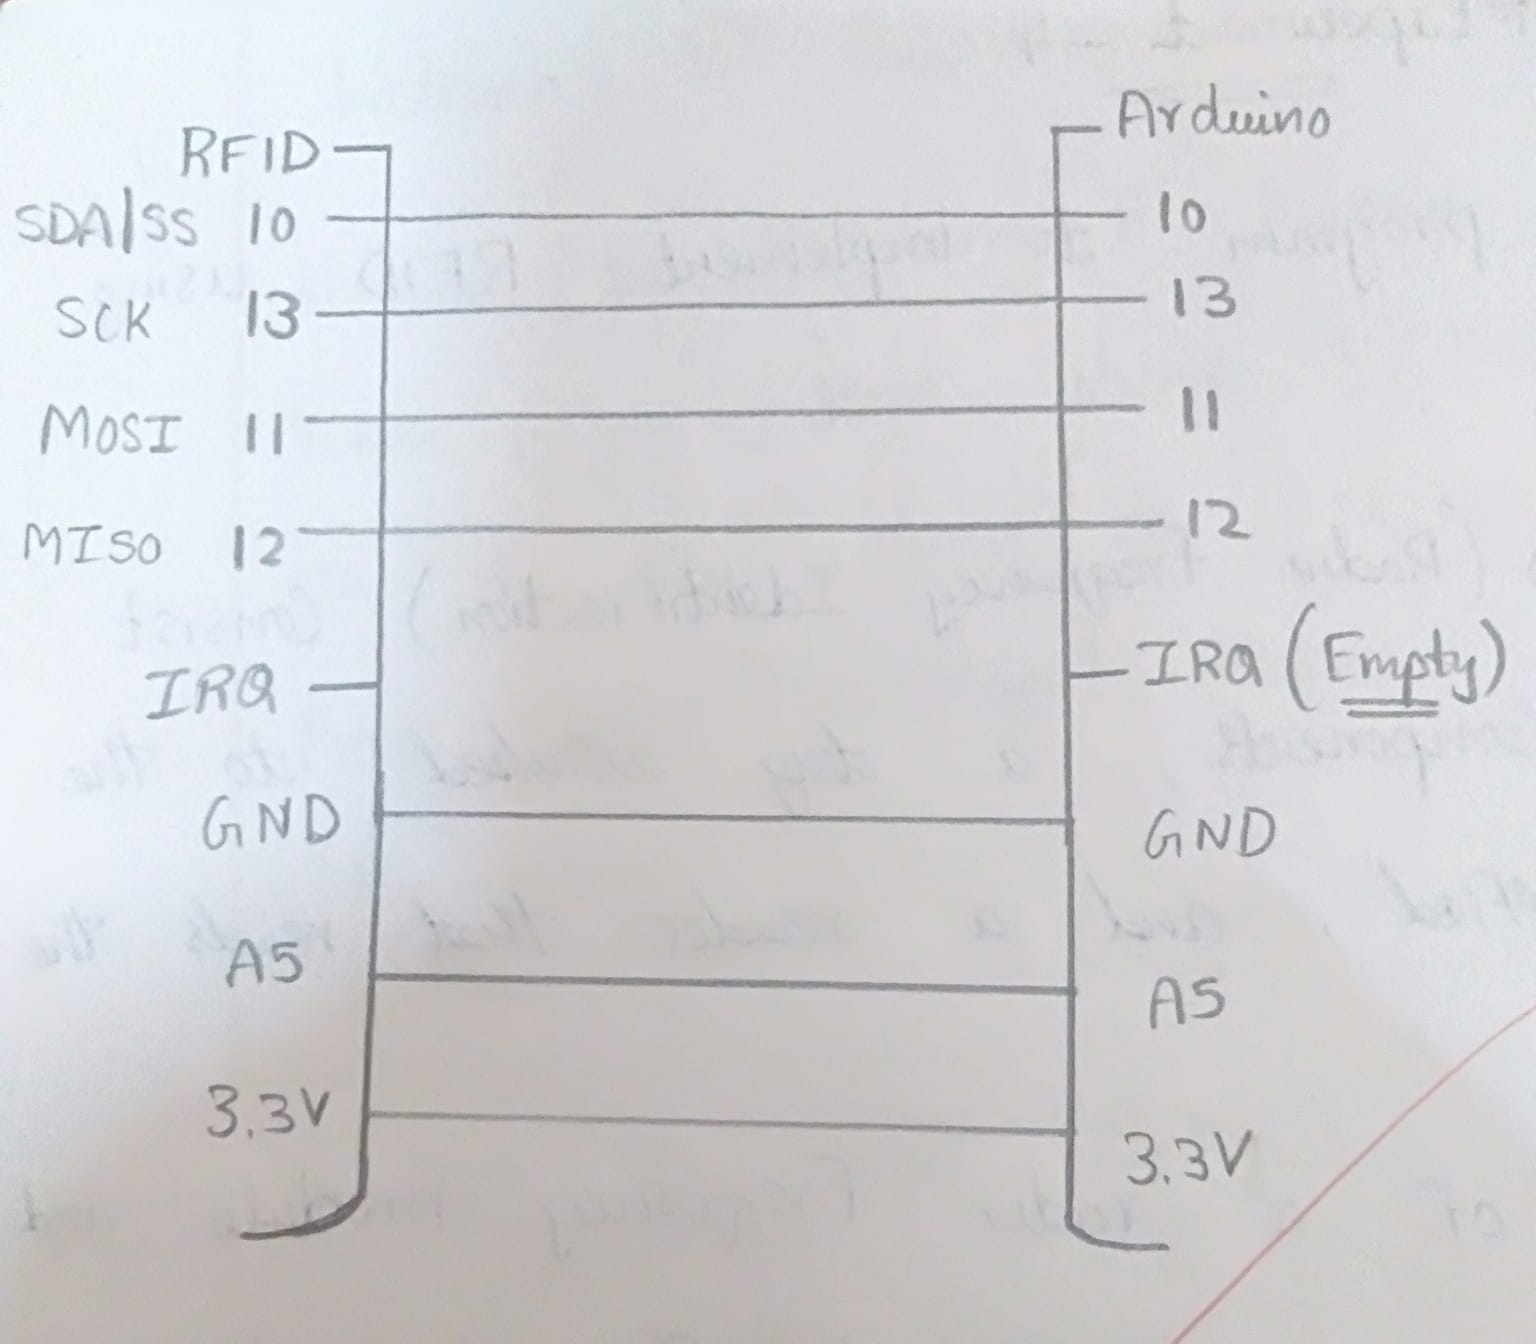 RFID Arduino
SDA/SS 10 10
SCK 13 13
MOSI 11 11
MISO 12 12
IRQ IRQ (Empty)
GND GND
A5 A5
3.3V 3.3V